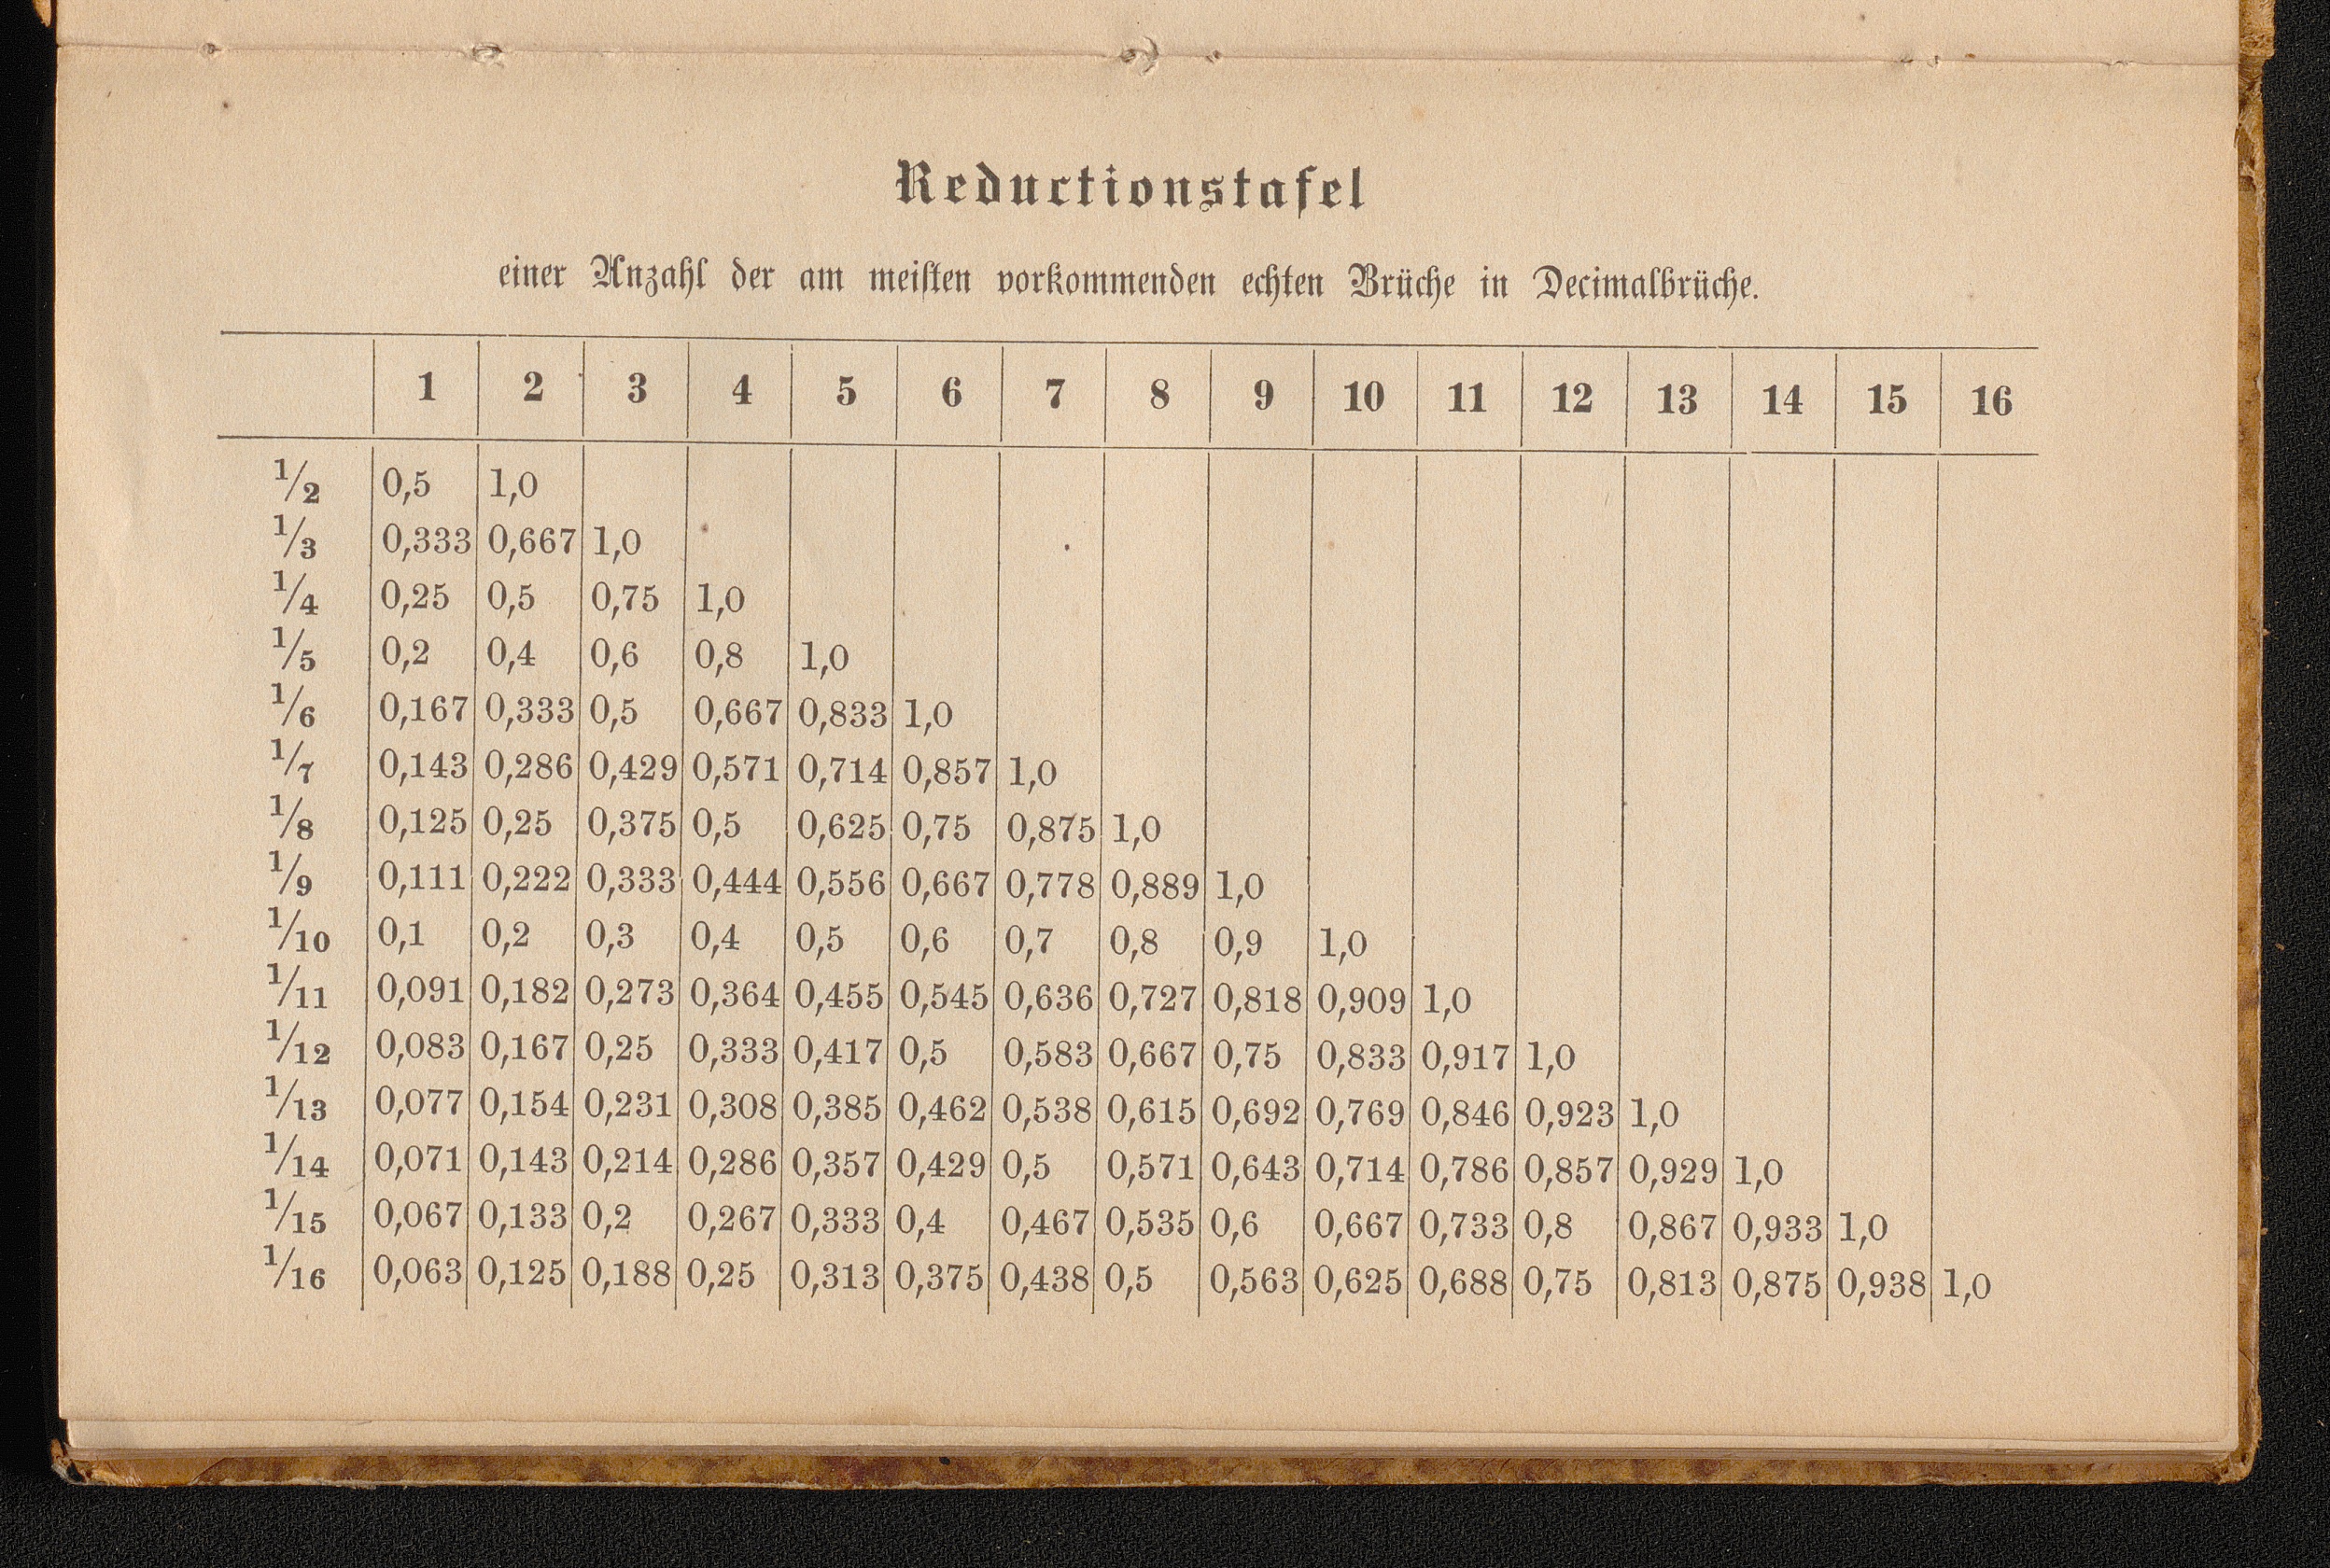 Reductionstafel
einer Anzahl der am meisten vorkommenden echten Brüche in Decimalbrüche.
1 2 3 4 5 6 7 8 9 10 11 12 13 14 15 16
1/2 0,5 1,0
1/3 0,333 0,667 1,0
1/4 0,25 0,5 0,75 1,0
1/5 0,2 0,4 0,6 0,8 1,0
1/6 0,167 0,333 0,5 0,667 0,833 1,0
1/7 0,143 0,286 0,429 0,571 0,714 0,857 1,0
1/8 0,125 0,25 0,375 0,5 0,625 0,75 0,875 1,0
1/9 0,111 0,222 0,333 0,444 0,556 0,667 0,778 0,889 1,0
1/10 0,1 0,2 0,3 0,4 0,5 0,6 0,7 0,8 0,9 1,0
1/11 0,091 0,182 0,273 0,364 0,455 0,545 0,636 0,727 0,818 0,909 1,0
1/12 0,083 0,167 0,25 0,333 0,417 0,5 0,583 0,667 0,75 0,833 0,917 1,0
1/13 0,077 0,154 0,231 0,308 0,385 0,462 0,538 0,615 0,692 0,769 0,846 0,923 1,0
1/14 0,071 0,143 0,214 0,286 0,357 0,429 0,5 0,571 0,643 0,714 0,786 0,857 0,929 1,0
1/15 0,067 0,133 0,2 0,267 0,333 0,4 0,467 0,535 0,6 0,667 0,733 0,8 0,867 0,933 1,0
1/16 0,063 0,125 0,188 0,25 0,313 0,375 0,438 0,5 0,563 0,625 0,688 0,75 0,813 0,875 0,938 1,0